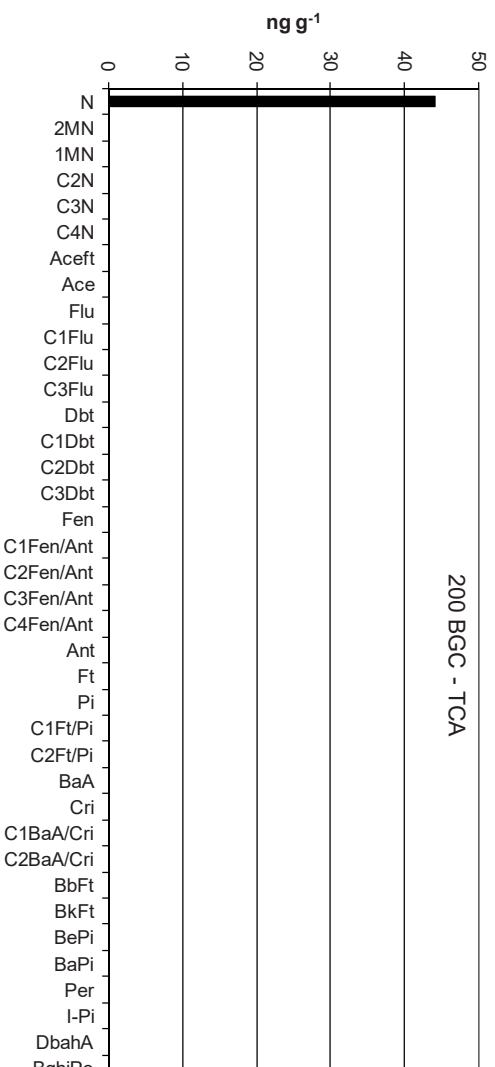 ng g-1
0 10 20 30 40 50
N
2MN
1MN
C2N
C3N
C4N
Aceft
Ace
Flu
C1Flu
C2Flu
C3Flu
Dbt
C1Dbt
C2Dbt
C3Dbt
Fen
C1Fen/Ant
C2Fen/Ant
C3Fen/Ant
C4Fen/Ant
Ant
Ft
Pi
C1Ft/Pi
C2Ft/Pi
BaA
Cri
C1BaA/Cri
C2BaA/Cri
BbFt
BkFt
BePi
BaPi
Per
I-Pi
DbahA
200 BGC - TCA